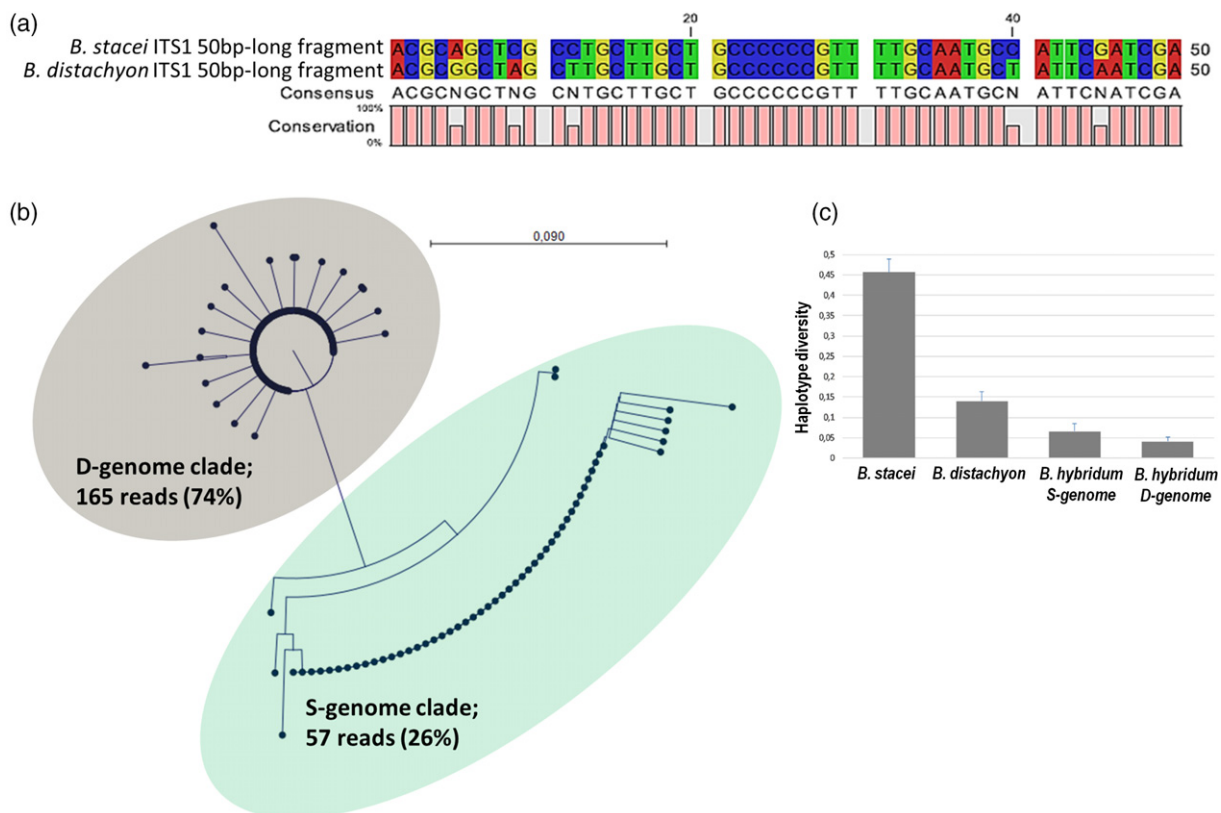 (a)
20 40
B. stacei ITS1 50bp-long fragment ACGCAGCTCG CCTGCTTGCT GCCCCCCGTT TTGCAATGCC ATTCGATCGA 50
B. distachyon ITS1 50bp-long fragment ACGCGGCTAG CTTGCTTGCT GCCCCCCGTT TTGCAATGCT ATTCAATCGA 50
Consensus ACGCNGCTNG CNTGCTTGCT GCCCCCCGTT TTGCAATGCN ATTCNATCGA
100%
Conservation
0%
(b)
0,090
D-genome clade;
165 reads (74%)
S-genome clade;
57 reads (26%)
(c)
Haplotype diversity
0,5
0,45
0,4
0,35
0,3
0,25
0,2
0,15
0,1
0,05
0
B. stacei B. distachyon B. hybridum B. hybridum
S-genome D-genome